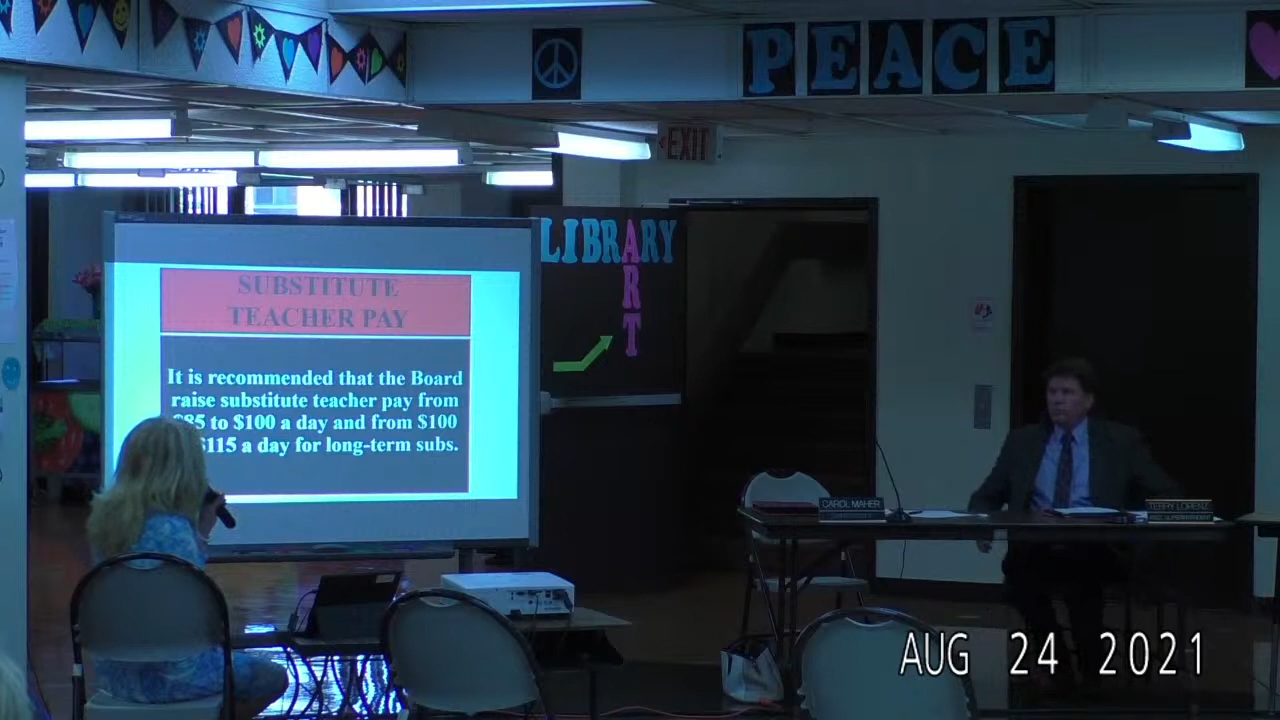 PEACE
EXIT
LIBRARY
ART
SUBSTITUTE
TEACHER PAY
It is recommended that the Board
raise substitute teacher pay from
$85 to $100 a day and from $100
$115 a day for long-term subs.
CAROL MAHER
TERRY LORENZ
AUG 24 2021